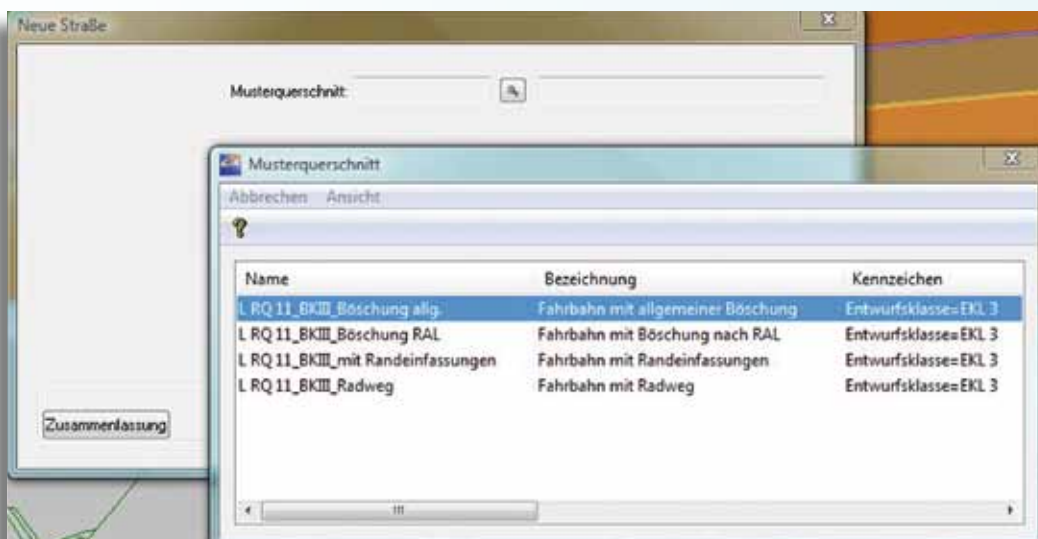 Neue Straße
Musterquerschnitt:
Musterquerschnitt
Abbrechen Ansicht
Name Bezeichnung Kennzeichen
L RQ 11_BKIII_Böschung allg. Fahrbahn mit allgemeiner Böschung Entwurfsklasse=EKL 3
L RQ 11_BKIII_Böschung RAL Fahrbahn mit Böschung nach RAL Entwurfsklasse=EKL 3
L RQ 11_BKIII_mit Randeinfassungen Fahrbahn mit Randeinfassungen Entwurfsklasse=EKL 3
L RQ 11_BKIII_Radweg Fahrbahn mit Radweg Entwurfsklasse=EKL 3
Zusammenfassung